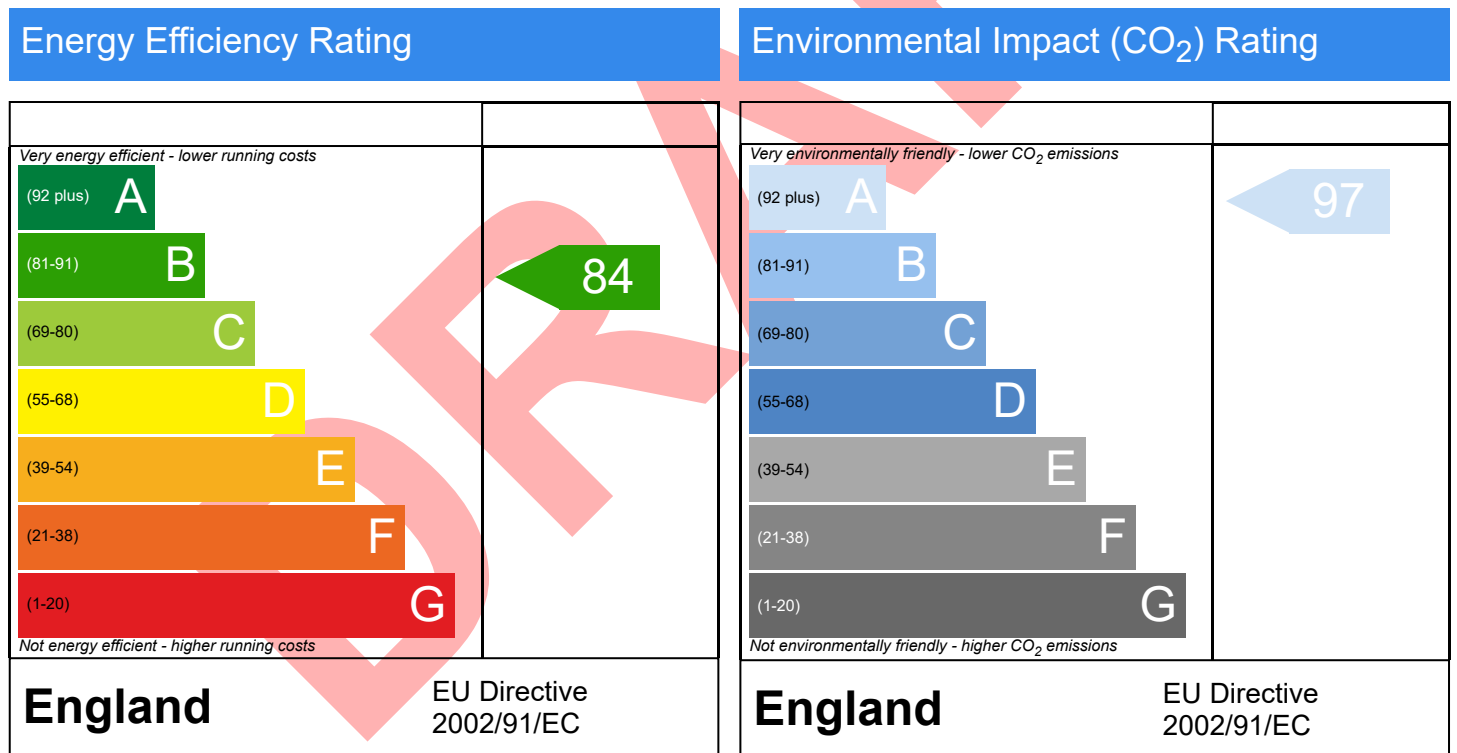 Energy Efficiency Rating
Very energy efficient - lower running costs
(92 plus) A
(81-91) B
(69-80) C
(55-68) D
(39-54) E
(21-38) F
(1-20) G
Not energy efficient - higher running costs
84
England
EU Directive
2002/91/EC
Environmental Impact (CO₂) Rating
Very environmentally friendly - lower CO₂ emissions
(92 plus) A
(81-91) B
(69-80) C
(55-68) D
(39-54) E
(21-38) F
(1-20) G
Not environmentally friendly - higher CO₂ emissions
97
England
EU Directive
2002/91/EC